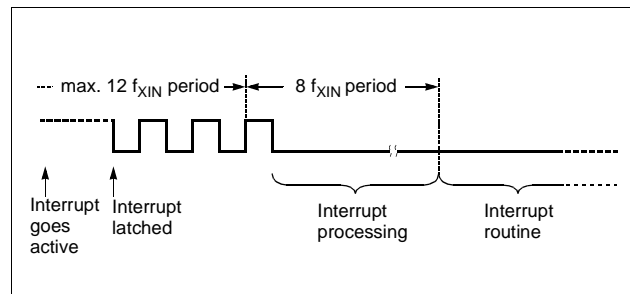 max. 12 fXIN period
8 fXIN period
Interrupt
goes
active
Interrupt
latched
Interrupt
processing
Interrupt
routine